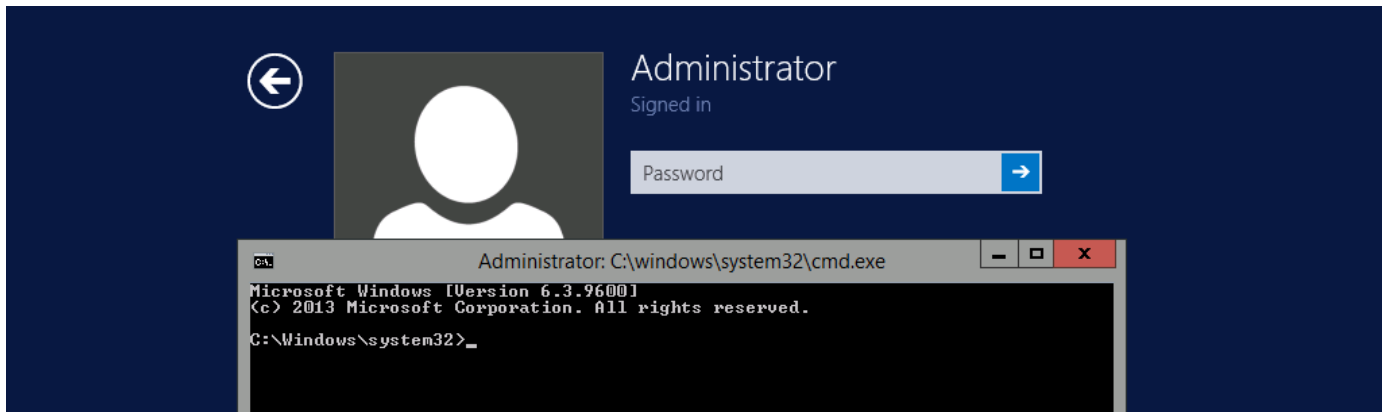 Administrator
Signed in
Password
Administrator: C:\windows\system32\cmd.exe
Microsoft Windows [Version 6.3.9600]
(c) 2013 Microsoft Corporation. All rights reserved.
C:\Windows\system32>_